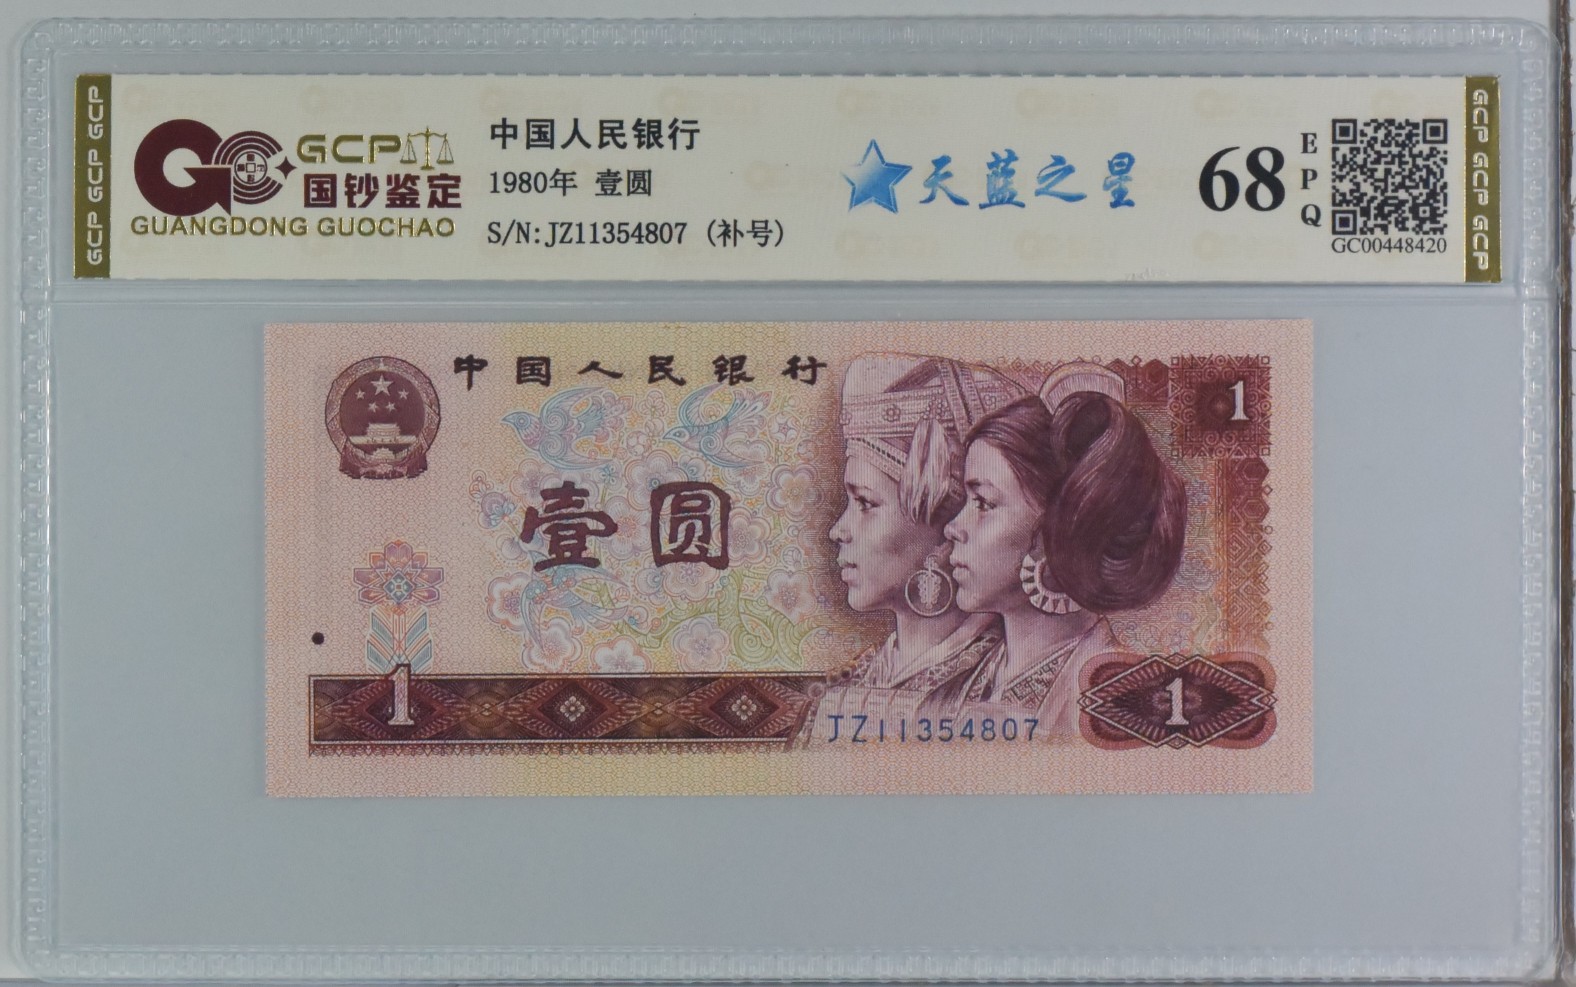 GCP GCP GCP
GCP
国钞鉴定
GUANGDONG GUOCHAO
中国人民银行
1980年 壹圆
S/N:JZ11354807 (补号)
天蓝之星
68
EPQ
GC00448420
GCP GCP GCP
中国人民银行
1
壹圆
1
JZ11354807
1